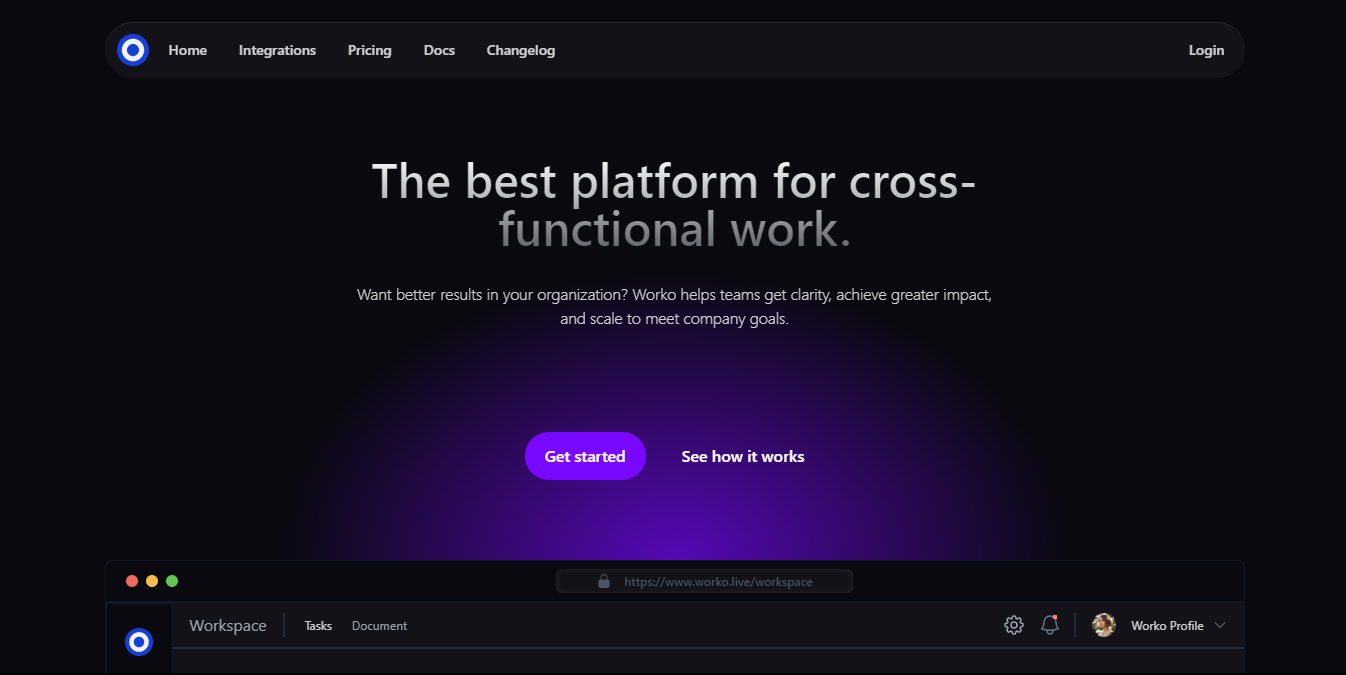 Home Integrations Pricing Docs Changelog Login
The best platform for cross-
functional work.
Want better results in your organization? Worko helps teams get clarity, achieve greater impact,
and scale to meet company goals.
Get started See how it works
https://www.worko.live/workspace
Workspace Tasks Document Worko Profile